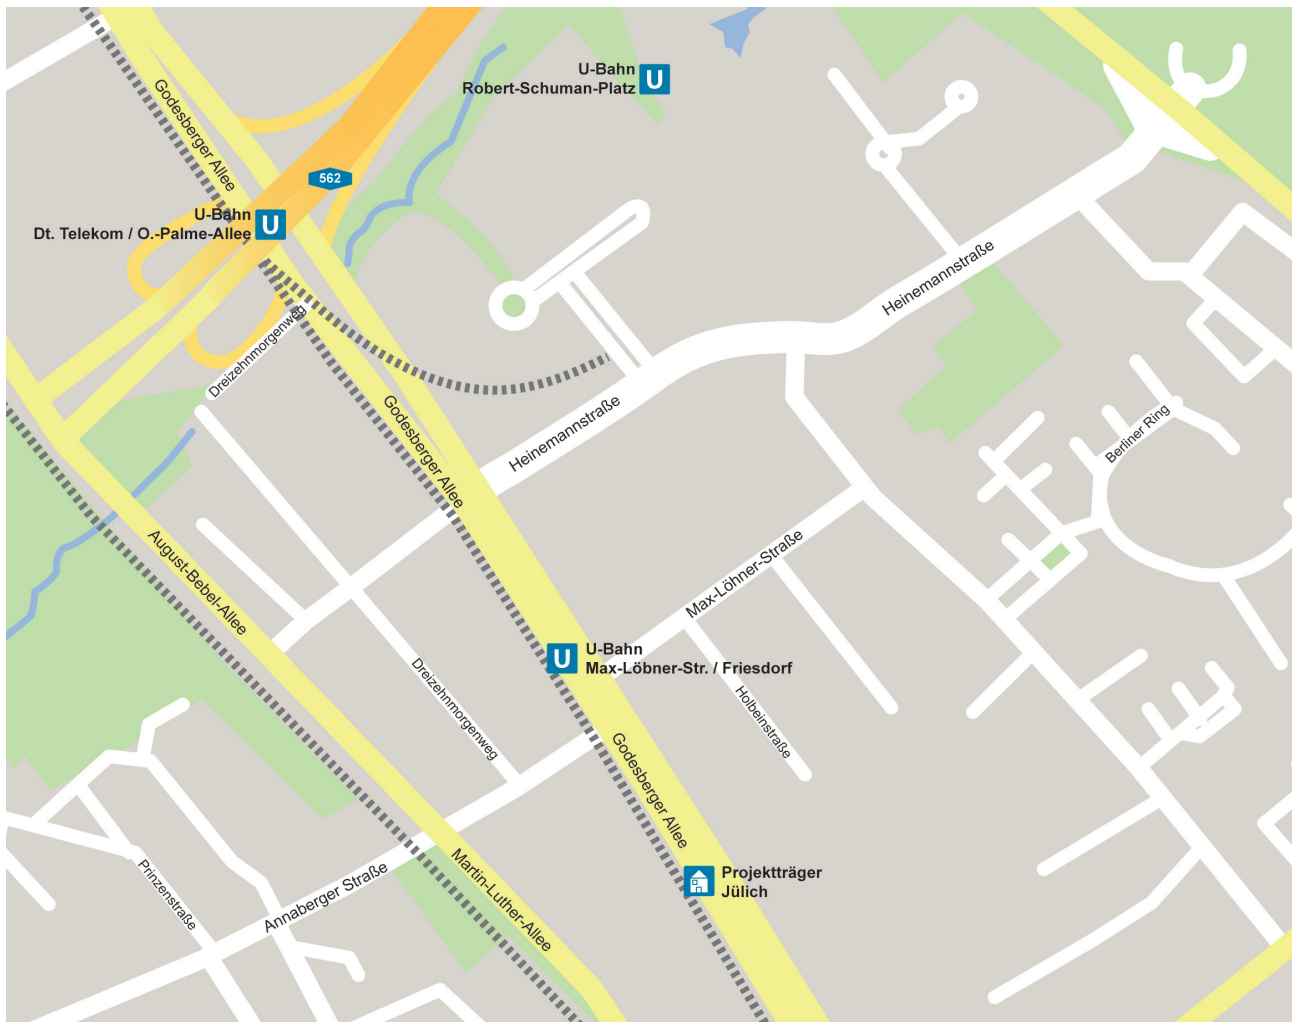 U-Bahn
Robert-Schuman-Platz
U
Godesberger Allee
562
U-Bahn
Dt. Telekom / O.-Palme-Allee
U
Heinemannstraße
Dreizehnmorgenweg
Godesberger Allee
Heinemannstraße
Berliner Ring
August-Bebel-Allee
Max-Löhner-Straße
U
U-Bahn
Max-Löbner-Str. / Friesdorf
Dreizehnmorgenweg
Holbeinstraße
Godesberger Allee
Projektträger
Jülich
Prinzenstraße
Annaberger Straße
Martin-Luther-Allee